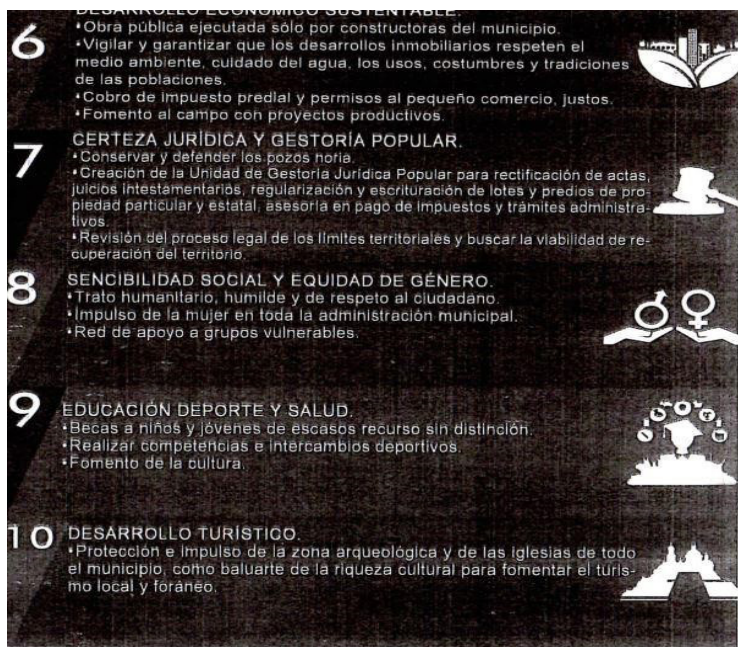 DESARROLLO ECONÓMICO SUSTENTABLE.
6
•Obra pública ejecutada sólo por constructoras del municipio.
•Vigilar y garantizar que los desarrollos inmobiliarios respeten el
medio ambiente, cuidado del agua, los usos, costumbres y tradiciones
de las poblaciones.
•Cobro de impuesto predial y permisos al pequeño comercio, justos.
•Fomento al campo con proyectos productivos.
7
CERTEZA JURÍDICA Y GESTORÍA POPULAR.
•Conservar y defender los pozos noria.
•Creación de la Unidad de Gestoría Jurídica Popular para rectificación de actas,
juicios intestamentarios, regularización y escrituración de lotes y predios de pro-
piedad particular y estatal, asesoría en pago de impuestos y trámites administra-
tivos.
•Revisión del proceso legal de los límites territoriales y buscar la viabilidad de re-
cuperación del territorio.
8
SENCIBILIDAD SOCIAL Y EQUIDAD DE GÉNERO.
•Trato humanitario, humilde y de respeto al ciudadano.
•Impulso de la mujer en toda la administración municipal.
•Red de apoyo a grupos vulnerables.
9
EDUCACIÓN DEPORTE Y SALUD.
•Becas a niños y jóvenes de escasos recurso sin distinción.
•Realizar competencias e intercambios deportivos.
•Fomento de la cultura.
10
DESARROLLO TURÍSTICO.
•Protección e impulso de la zona arqueológica y de las iglesias de todo
el municipio, como baluarte de la riqueza cultural para fomentar el turis-
mo local y foráneo.